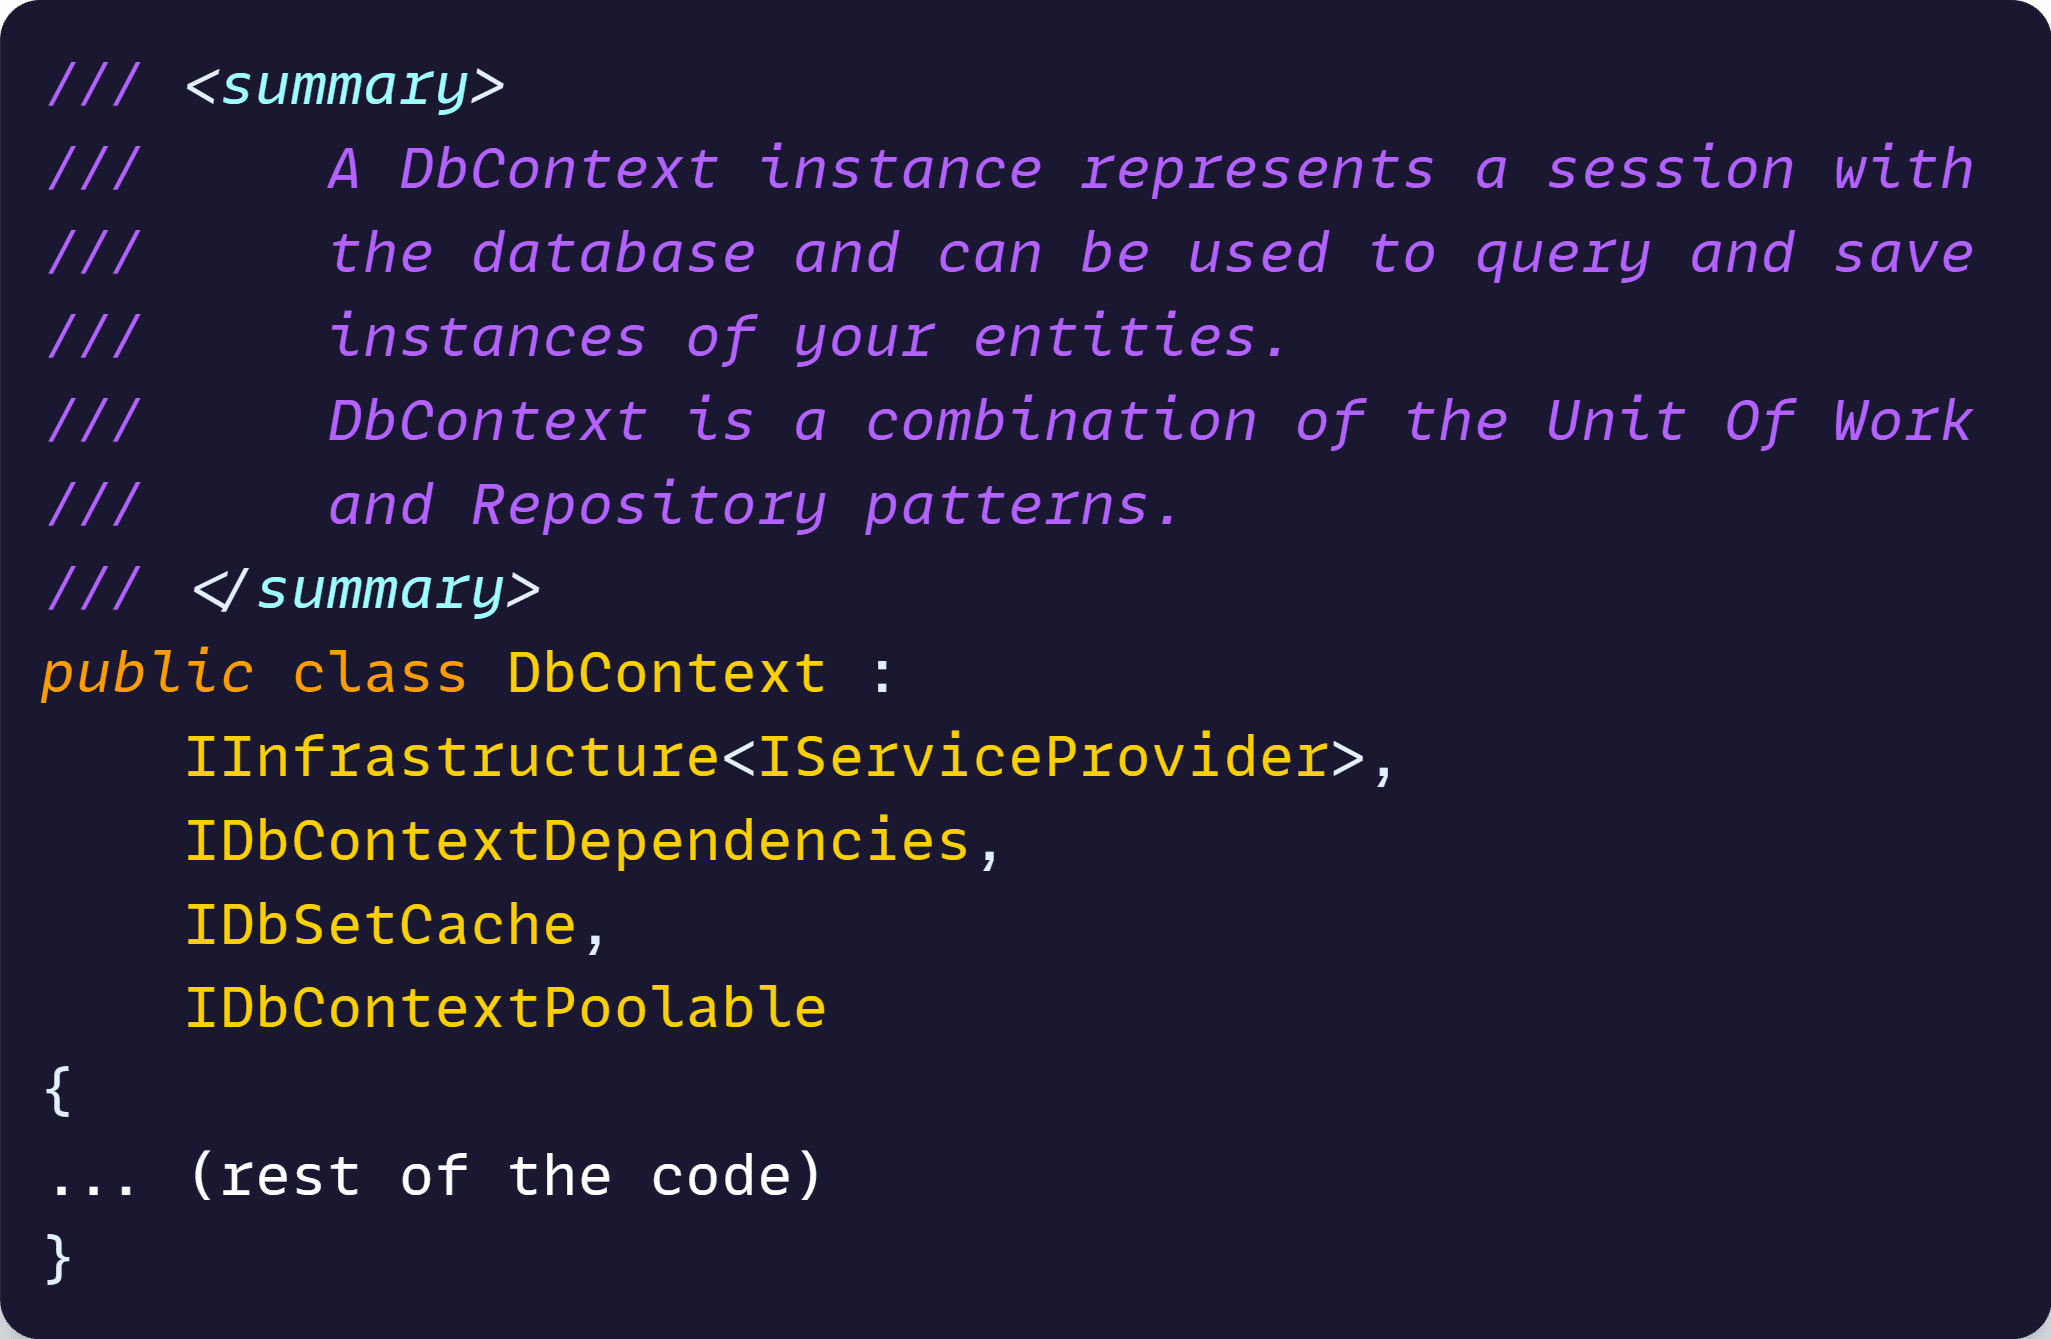 /// <summary>
///     A DbContext instance represents a session with
///     the database and can be used to query and save
///     instances of your entities.
///     DbContext is a combination of the Unit Of Work
///     and Repository patterns.
/// </summary>
public class DbContext :
    IInfrastructure<IServiceProvider>,
    IDbContextDependencies,
    IDbSetCache,
    IDbContextPoolable
{
... (rest of the code)
}